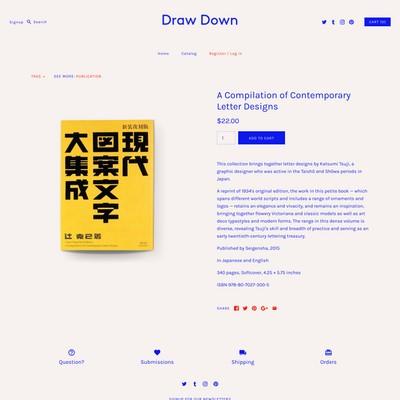 Signup
Search
Draw Down
CART (0)
Home
Catalog
Register / Log in
TAGS
SEE MORE: PUBLICATION
A Compilation of Contemporary
Letter Designs
$22.00
1
ADD TO CART
新装復刻版
現代
図案文字
大集成
辻 克己著
This collection brings together letter designs by Katsumi Tsuji, a
graphic designer who was active in the Taishō and Shōwa periods in
Japan.
A reprint of 1934's original edition, the work in this petite book — which
spans different world scripts and includes a range of ornaments and
logos — retains an elegance and vivacity, and remains an inspiration,
bringing together flowery Victoriana and classic models as well as art
deco typestyles and modern forms. The range in this dense volume is
diverse, revealing Tsuji's skill and breadth of practice and serving as an
early twentieth-century lettering treasury.
Published by Seigensha, 2015
In Japanese and English
340 pages, Softcover, 4.25 × 5.75 inches
ISBN 978-80-7027-300-5
SHARE
Question?
Submissions
Shipping
Orders
SIGNUP FOR OUR NEWSLETTERS